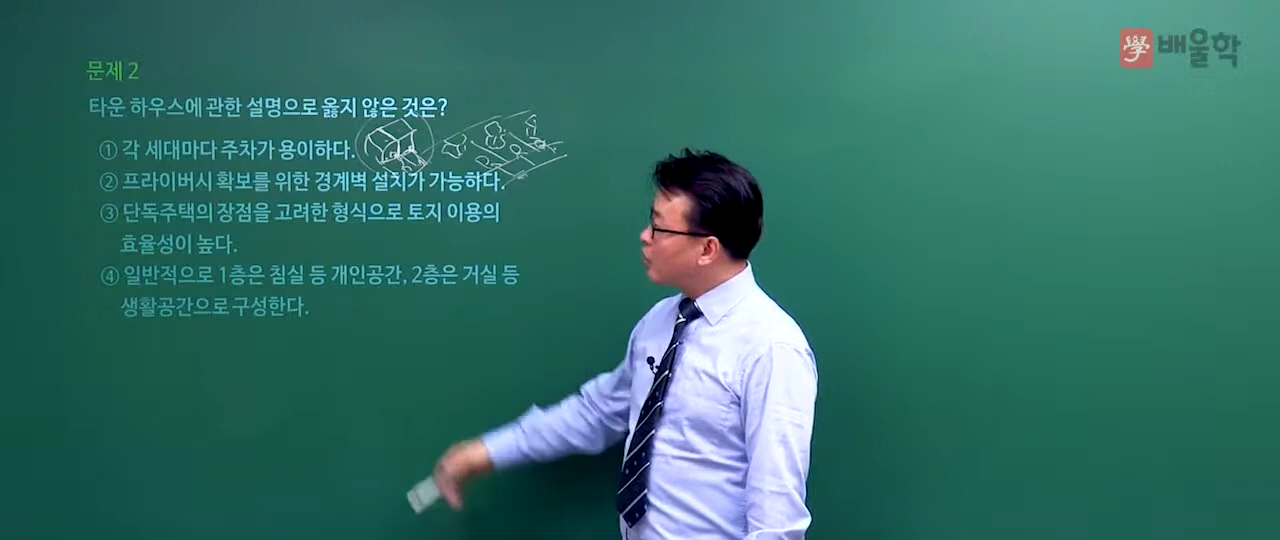 學 배울학
문제 2
타운 하우스에 관한 설명으로 옳지 않은 것은?
① 각 세대마다 주차가 용이하다.
② 프라이버시 확보를 위한 경계벽 설치가 가능하다.
③ 단독주택의 장점을 고려한 형식으로 토지 이용의
효율성이 높다.
④ 일반적으로 1층은 침실 등 개인공간, 2층은 거실 등
생활공간으로 구성한다.